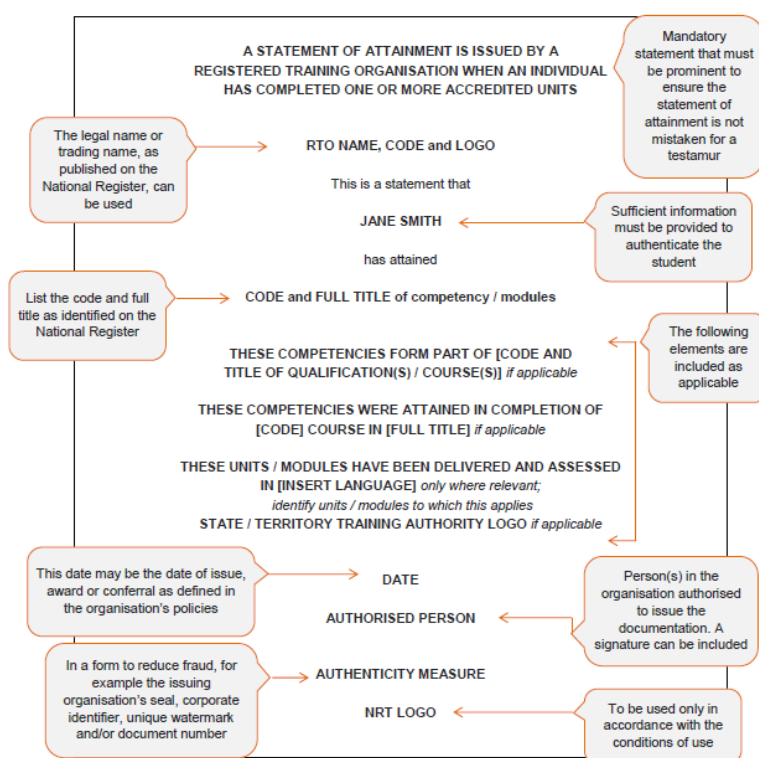 A STATEMENT OF ATTAINMENT IS ISSUED BY A
REGISTERED TRAINING ORGANISATION WHEN AN INDIVIDUAL
HAS COMPLETED ONE OR MORE ACCREDITED UNITS
Mandatory
statement that must
be prominent to
ensure the
statement of
attainment is not
mistaken for a
testamur
The legal name or
trading name, as
published on the
National Register, can
be used
RTO NAME, CODE and LOGO
This is a statement that
JANE SMITH
Sufficient information
must be provided to
authenticate the
student
has attained
List the code and full
title as identified on the
National Register
CODE and FULL TITLE of competency / modules
The following
elements are
included as
applicable
THESE COMPETENCIES FORM PART OF [CODE AND
TITLE OF QUALIFICATION(S) / COURSE(S)] if applicable
THESE COMPETENCIES WERE ATTAINED IN COMPLETION OF
[CODE] COURSE IN [FULL TITLE] if applicable
THESE UNITS / MODULES HAVE BEEN DELIVERED AND ASSESSED
IN [INSERT LANGUAGE] only where relevant;
identify units / modules to which this applies
STATE / TERRITORY TRAINING AUTHORITY LOGO if applicable
This date may be the date of issue,
award or conferral as defined in
the organisation's policies
DATE
AUTHORISED PERSON
Person(s) in the
organisation authorised
to issue the
documentation. A
signature can be included
In a form to reduce fraud, for
example the issuing
organisation's seal, corporate
identifier, unique watermark
and/or document number
AUTHENTICITY MEASURE
NRT LOGO
To be used only in
accordance with the
conditions of use